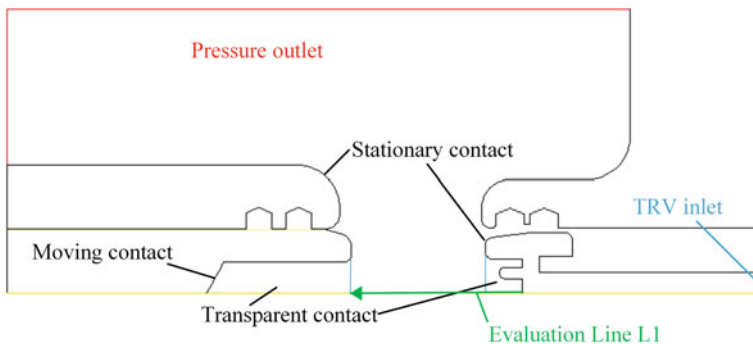 Pressure outlet
Stationary contact
TRV inlet
Moving contact
Transparent contact
Evaluation Line L1